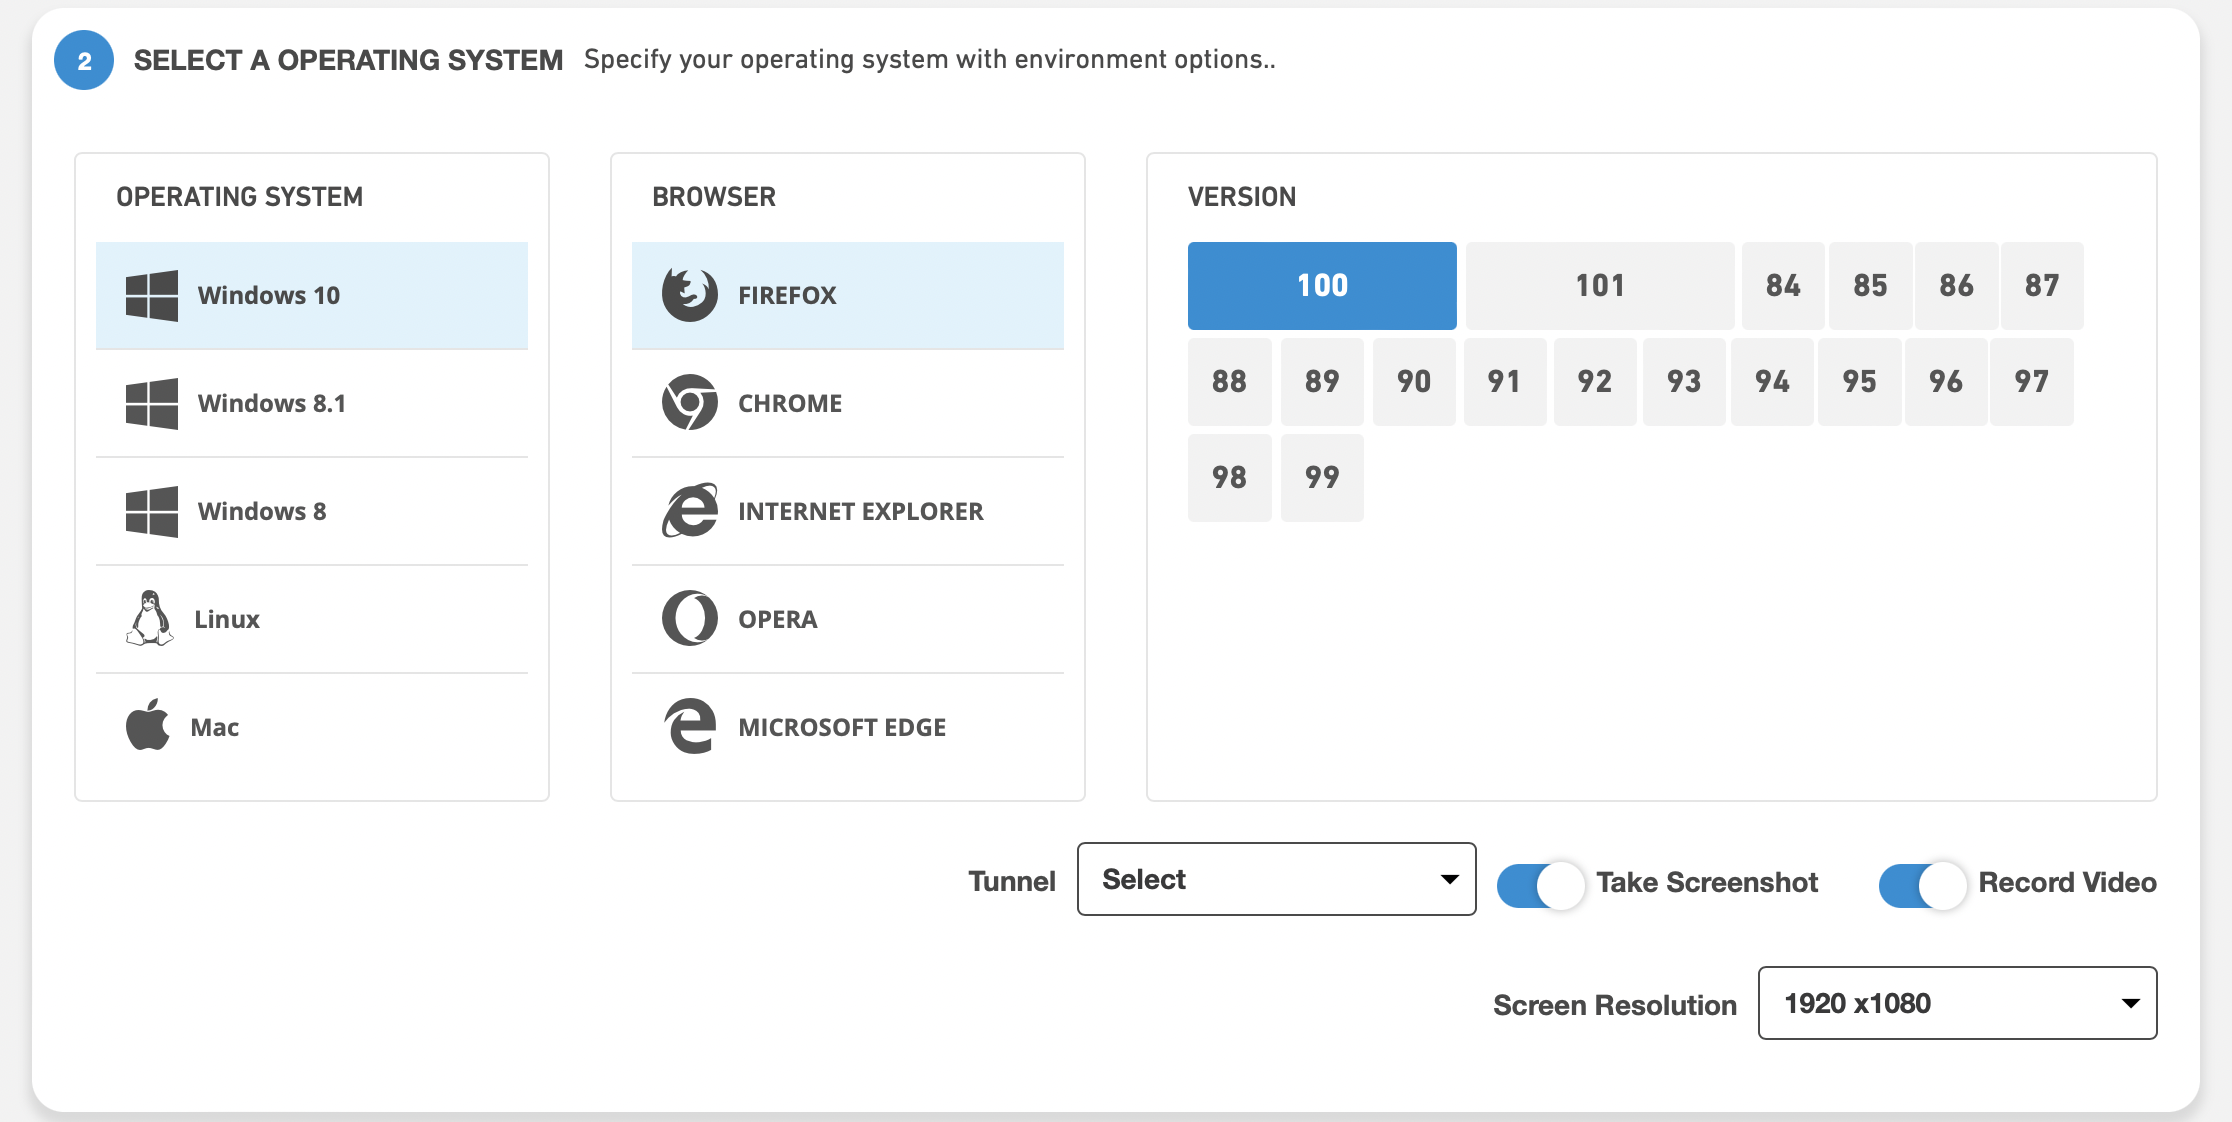 2 SELECT A OPERATING SYSTEM Specify your operating system with environment options..
OPERATING SYSTEM
Windows 10
Windows 8.1
Windows 8
Linux
Mac
BROWSER
FIREFOX
CHROME
INTERNET EXPLORER
OPERA
MICROSOFT EDGE
VERSION
100 101 84 85 86 87
88 89 90 91 92 93 94 95 96 97
98 99
Tunnel Select Take Screenshot Record Video
Screen Resolution 1920 x1080